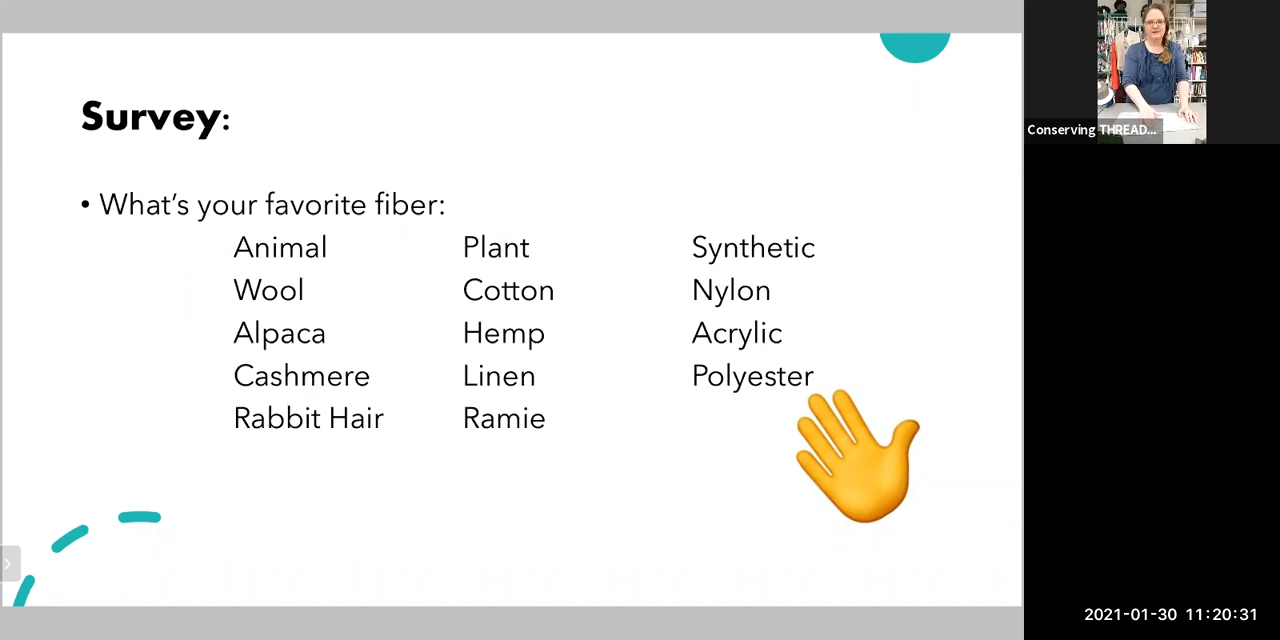 Survey:
• What's your favorite fiber:
Animal Plant Synthetic
Wool Cotton Nylon
Alpaca Hemp Acrylic
Cashmere Linen Polyester
Rabbit Hair Ramie
Conserving THREAD...
2021-01-30 11:20:31